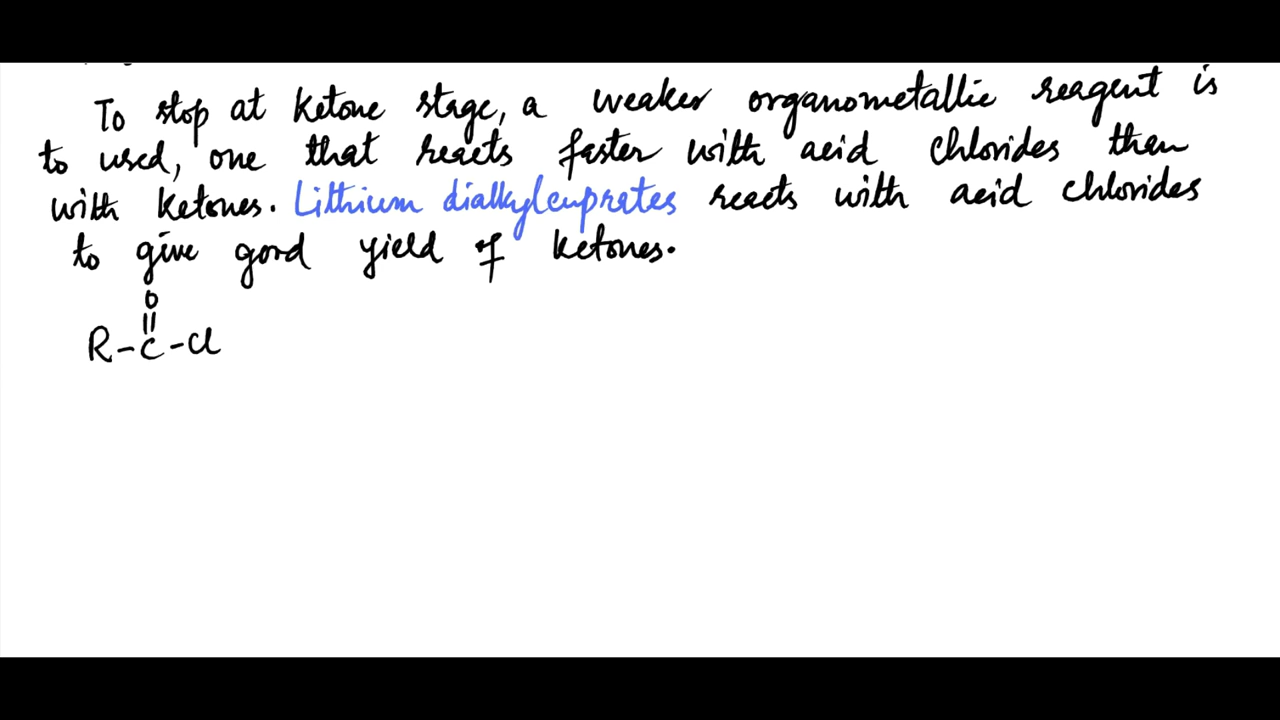 To stop at ketone stage, a weaker organometallic reagent is
to used, one that reacts faster with acid chlorides than
with ketones. Lithium dialkylcuprates reacts with acid chlorides
to give good yield of ketones.
O
||
R-C-Cl